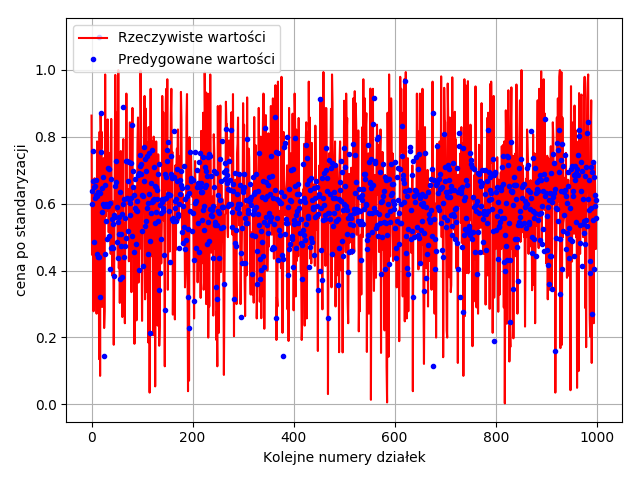 Rzeczywiste wartości
Predygowane wartości
cena po standaryzacji
1.0
0.8
0.6
0.4
0.2
0.0
0 200 400 600 800 1000
Kolejne numery działek